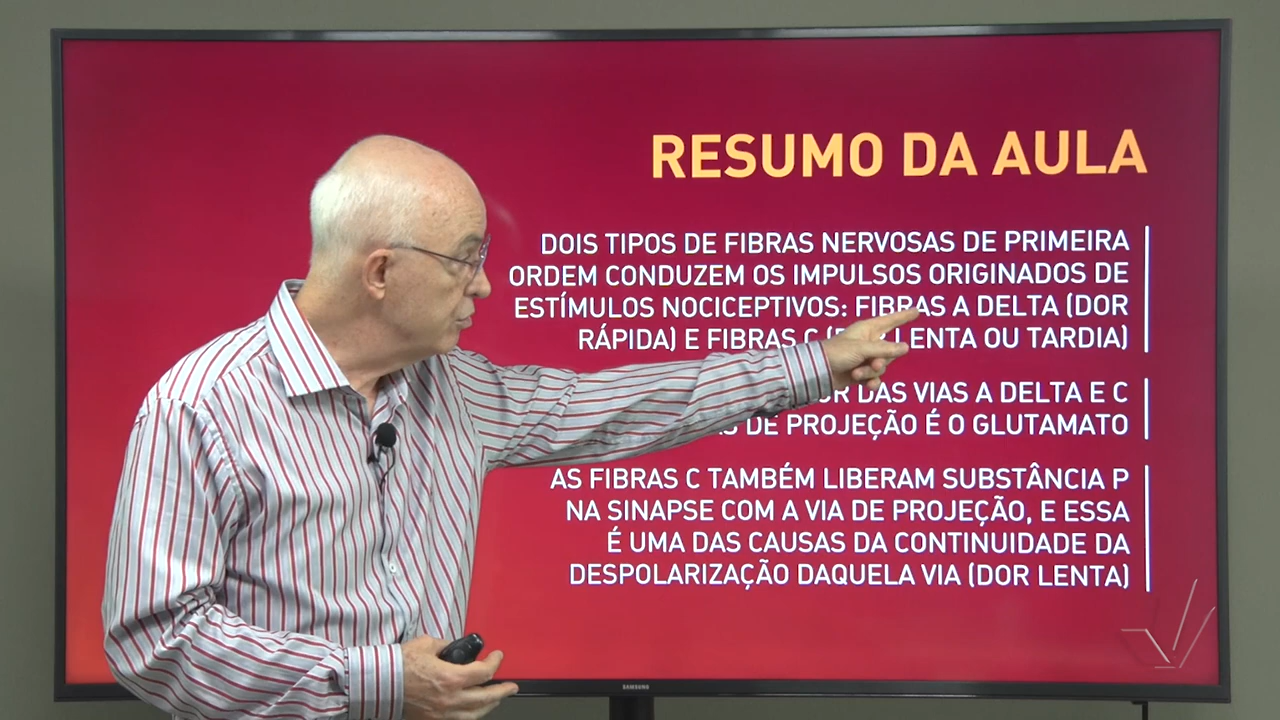 RESUMO DA AULA
DOIS TIPOS DE FIBRAS NERVOSAS DE PRIMEIRA
ORDEM CONDUZEM OS IMPULSOS ORIGINADOS DE
ESTÍMULOS NOCICEPTIVOS: FIBRAS A DELTA (DOR
RÁPIDA) E FIBRAS C LENTA OU TARDIA)
DAS VIAS A DELTA E C
DE PROJEÇÃO É O GLUTAMATO
AS FIBRAS C TAMBÉM LIBERAM SUBSTÂNCIA P
NA SINAPSE COM A VIA DE PROJEÇÃO, E ESSA
É UMA DAS CAUSAS DA CONTINUIDADE DA
DESPOLARIZAÇÃO DAQUELA VIA (DOR LENTA)
SAMSUNG